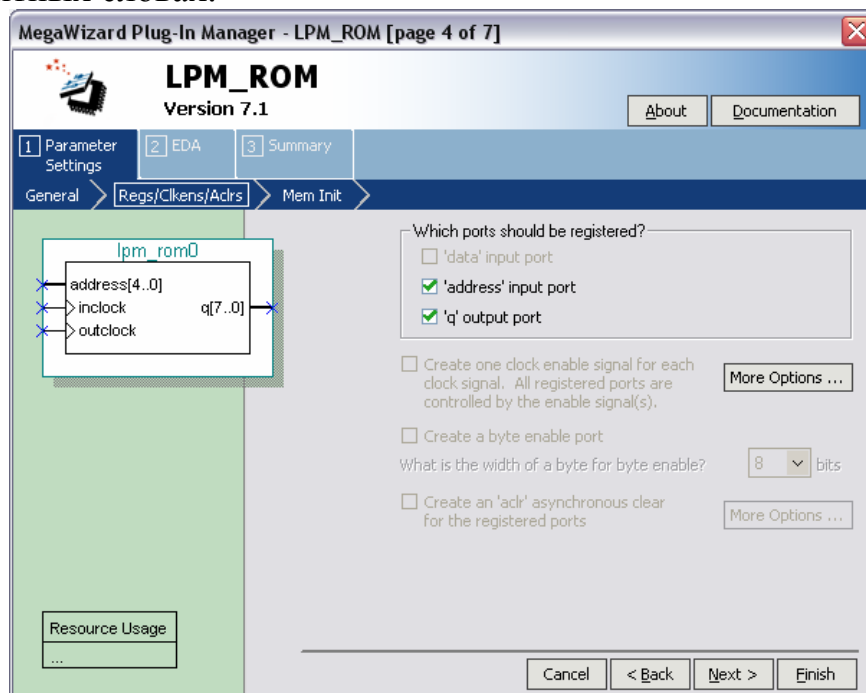 MegaWizard Plug-In Manager - LPM_ROM [page 4 of 7]
LPM_ROM
Version 7.1
About
Documentation
1 Parameter Settings
2 EDA
3 Summary
General
Regs/Clkens/Aclrs
Mem Init
lpm_rom0
address[4..0]
inclock
q[7..0]
outclock
Which ports should be registered?
'data' input port
'address' input port
'q' output port
Create one clock enable signal for each
clock signal. All registered ports are
controlled by the enable signal(s).
More Options ...
Create a byte enable port
What is the width of a byte for byte enable?
8
bits
Create an 'aclr' asynchronous clear
for the registered ports
More Options ...
Resource Usage
...
Cancel
< Back
Next >
Finish